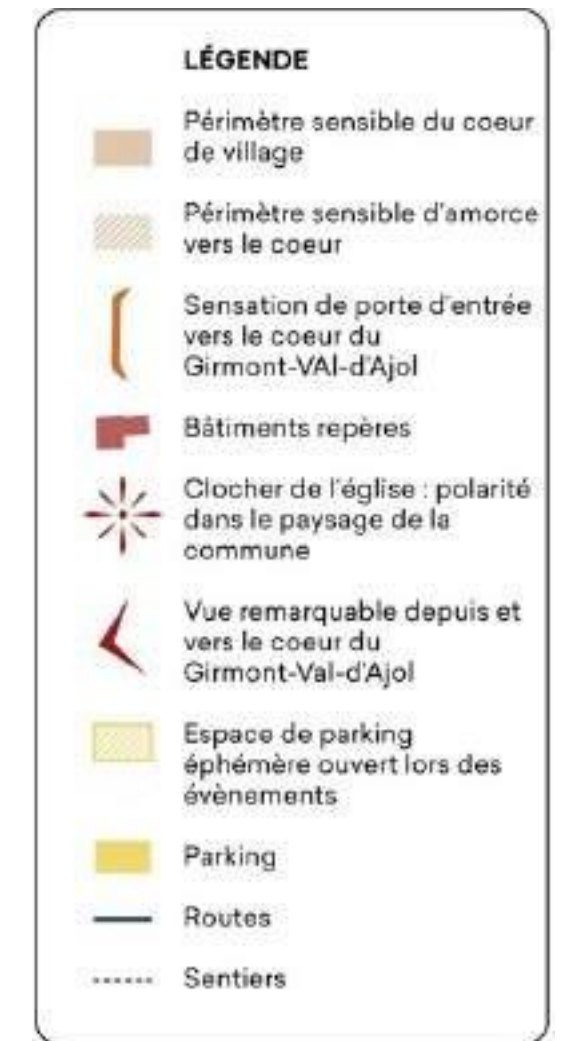 LÉGENDE
Périmètre sensible du coeur
de village
Périmètre sensible d'amorce
vers le coeur
Sensation de porte d'entrée
vers le coeur du
Girmont-VAl-d'Ajol
Bâtiments repères
Clocher de l'église : polarité
dans le paysage de la
commune
Vue remarquable depuis et
vers le coeur du
Girmont-Val-d'Ajol
Espace de parking
éphémère ouvert lors des
évènements
Parking
Routes
Sentiers